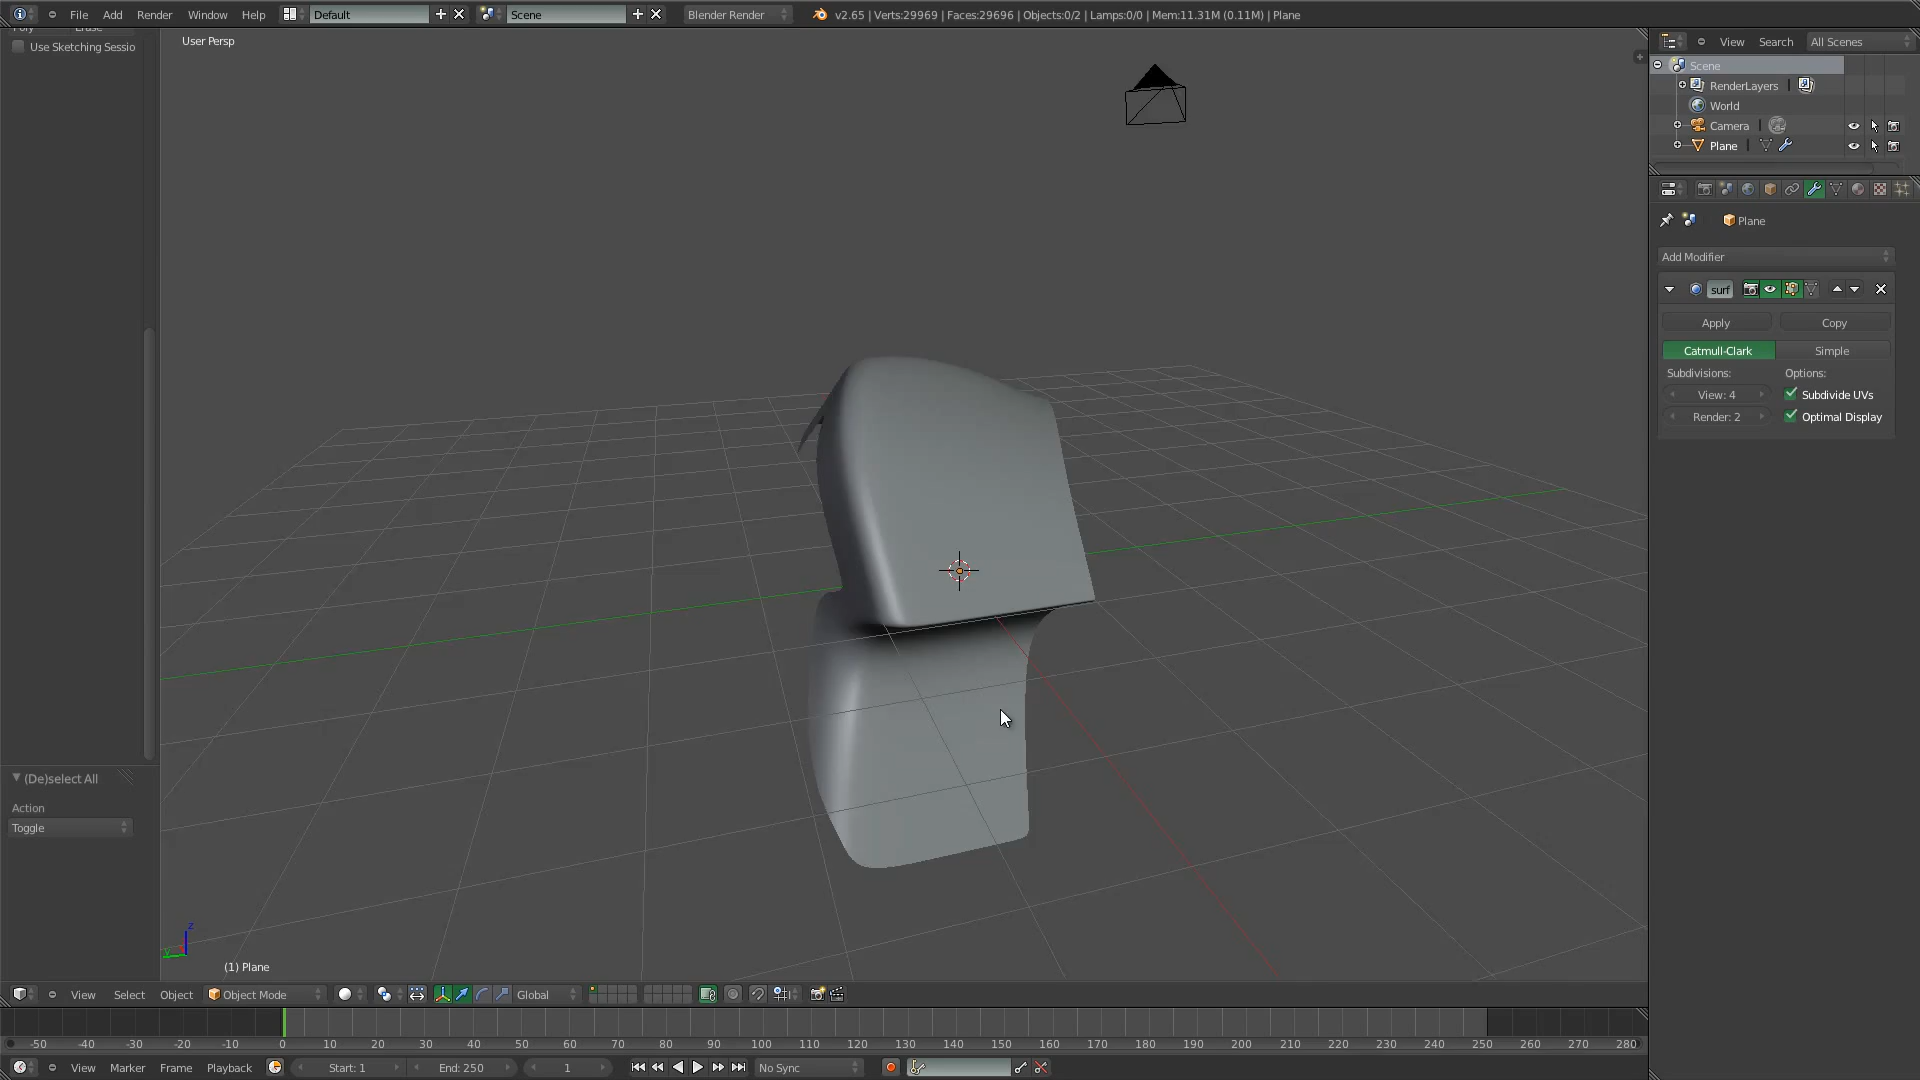 File Add Render Window Help Default Scene Blender Render v2.65 | Verts:29969 | Faces:29696 | Objects:0/2 | Lamps:0/0 | Mem:11.31M (0.11M) | Plane
Use Sketching Sessio
User Persp
View Search All Scenes
Scene
RenderLayers
World
Camera
Plane
Plane
Add Modifier
surf
Apply Copy
Catmull-Clark Simple
Subdivisions: Options:
View: 4 Subdivide UVs
Render: 2 Optimal Display
(De)select All
Action
Toggle
z
(1) Plane
View Select Object Object Mode Global
-50 -40 -30 -20 -10 0 10 20 30 40 50 60 70 80 90 100 110 120 130 140 150 160 170 180 190 200 210 220 230 240 250 260 270 280
View Marker Frame Playback Start: 1 End: 250 1 No Sync